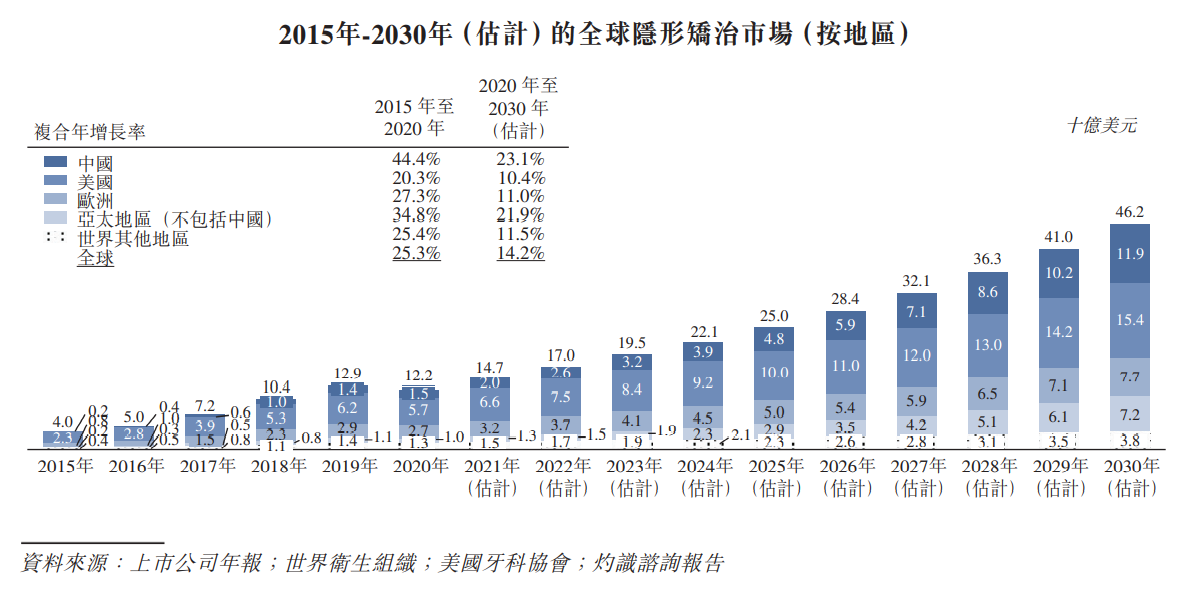 2015年-2030年（估計）的全球隱形矯治市場（按地區）
複合年增長率 2015 年至 2020 年 2020 年至 2030 年 (估計)
十億美元
中國 44.4% 23.1%
美國 20.3% 10.4%
歐洲 27.3% 11.0%
亞太地區（不包括中國） 34.8% 21.9%
世界其他地區 25.4% 11.5%
全球 25.3% 14.2%
4.0 5.0 7.2 10.4 12.9 12.2 14.7 17.0 19.5 22.1 25.0 28.4 32.1 36.3 41.0 46.2
0.2 0.4 0.6 1.0 1.4 1.5 2.0 2.6 3.2 3.9 4.8 5.9 7.1 8.6 10.2 11.9
2.3 2.8 3.9 5.3 6.2 5.7 6.6 7.5 8.4 9.2 10.0 11.0 12.0 13.0 14.2 15.4
0.8 1.0 1.5 2.3 2.9 2.7 3.2 3.7 4.1 4.5 5.0 5.4 5.9 6.5 7.1 7.7
0.2 0.3 0.5 0.8 1.1 1.0 1.3 1.5 1.9 2.3 2.9 3.5 4.2 5.1 6.1 7.2
0.4 0.5 0.8 1.1 1.4 1.3 1.5 1.7 1.9 2.1 2.3 2.6 2.8 3.1 3.5 3.8
2015年 2016年 2017年 2018年 2019年 2020年 2021年 2022年 2023年 2024年 2025年 2026年 2027年 2028年 2029年 2030年
(估計) (估計) (估計) (估計) (估計) (估計) (估計) (估計) (估計) (估計)
資料來源：上市公司年報；世界衛生組織；美國牙科協會；灼識諮詢報告